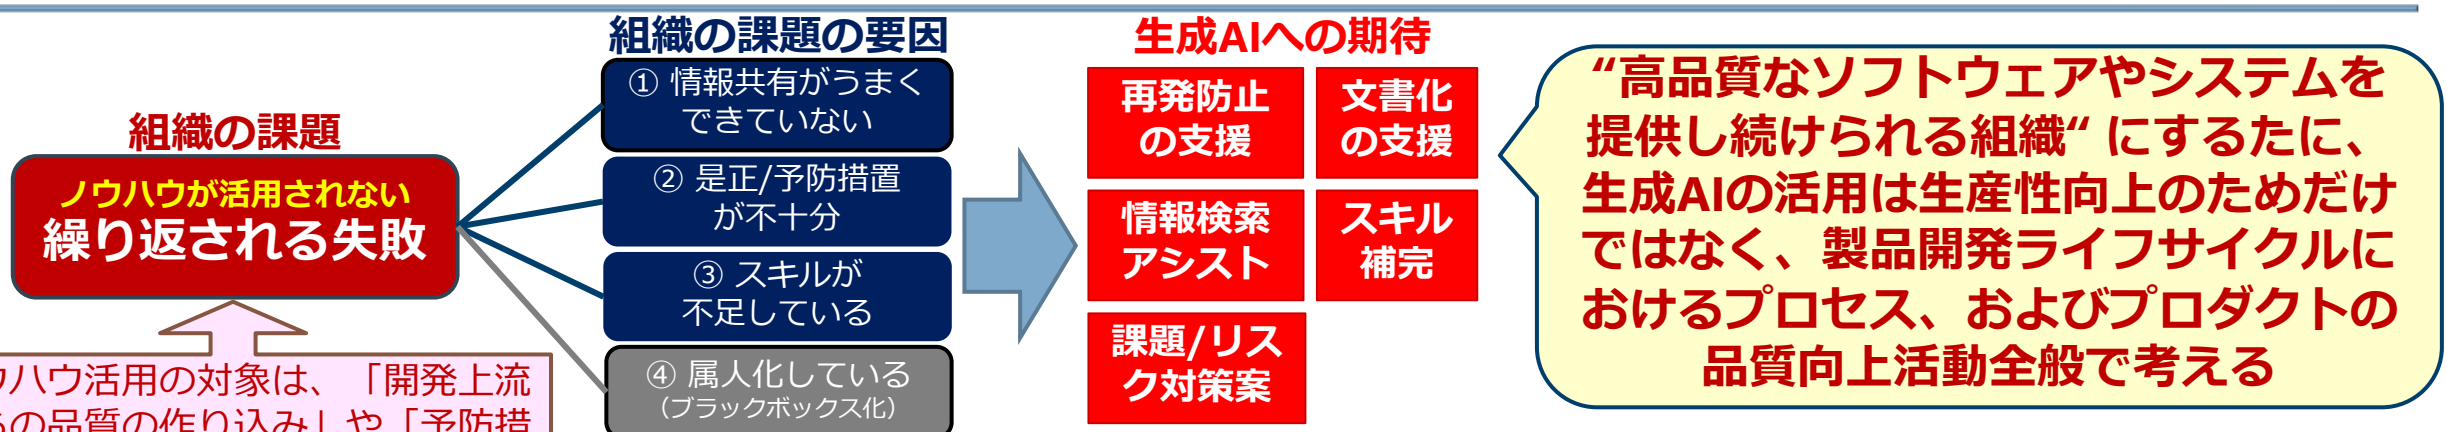 組織の課題
ノウハウが活用されない
繰り返される失敗
ウハウ活用の対象は、「開発上流
の品質の作り込み」や「予防措
組織の課題の要因
① 情報共有がうまく
できていない
② 是正/予防措置
が不十分
③ スキルが
不足している
④ 属人化している
（ブラックボックス化）
生成AIへの期待
再発防止
の支援
文書化
の支援
情報検索
アシスト
スキル
補完
課題/リス
ク対策案
“高品質なソフトウェアやシステムを
提供し続けられる組織“ にするたに、
生成AIの活用は生産性向上のためだけ
ではなく、製品開発ライフサイクルに
おけるプロセス、およびプロダクトの
品質向上活動全般で考える